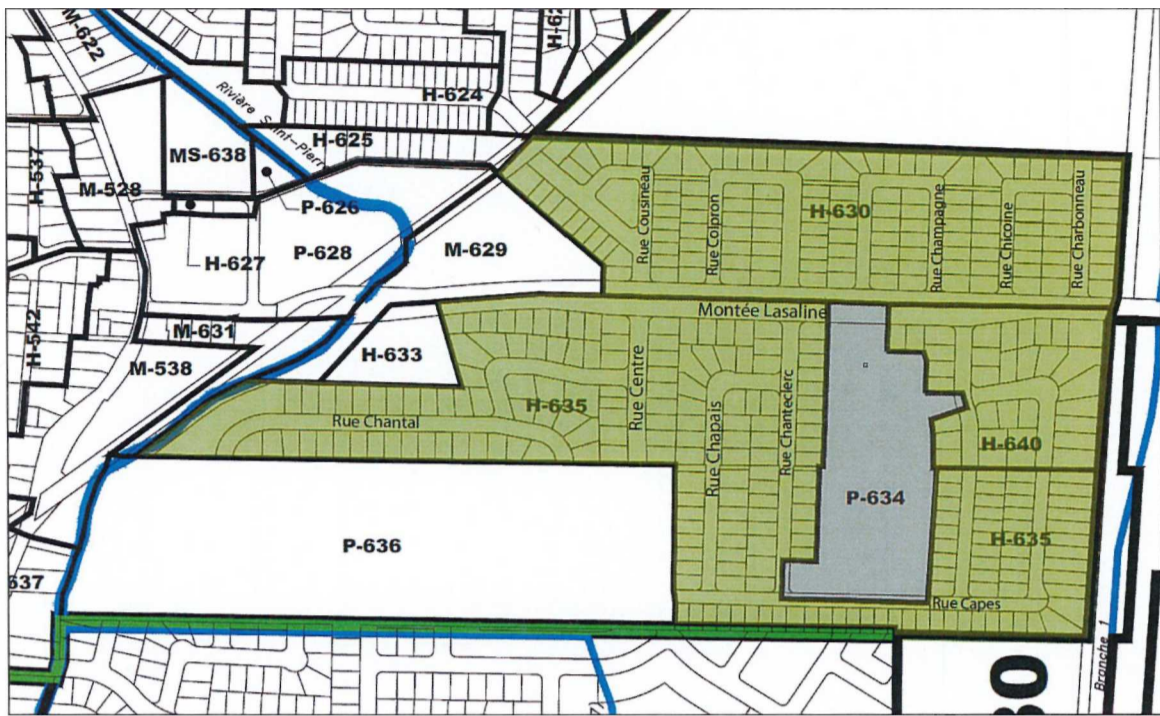 M-622
H-62
Rivière Saint-Pierre
H-624
H-625
H-537
MS-638
M-528
P-626
P-628
H-627
M-629
H-630
Rue Cousineau
Rue Colpron
Rue Champagne
Rue Chicoine
Rue Charbonneau
Montée Lasaline
H-542
M-631
M-538
H-633
H-635
Rue Chantal
Rue Centre
Rue Chapais
Rue Chanteclerc
H-640
P-634
P-636
H-635
637
Rue Capes
Branche 1
30